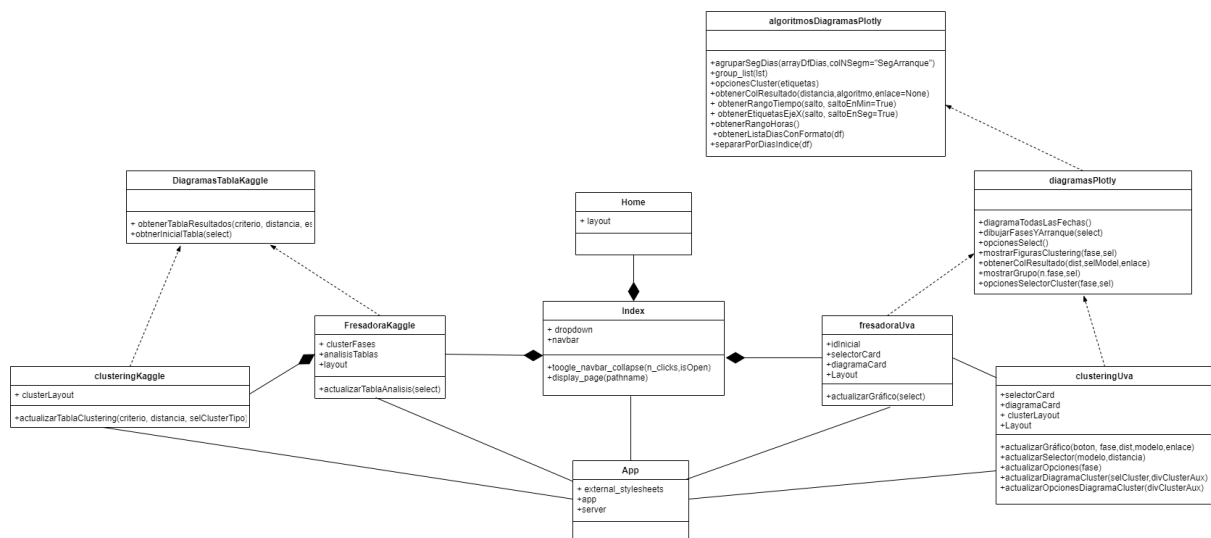 algoritmosDiagramasPlotly
+agruparSegDias(arrayDfDias,colNSegm="SegArranque")
+group_list(lst)
+opcionesCluster(etiquetas)
+obtenerColResultado(distancia,algoritmo,enlace=None)
+ obtenerRangoTiempo(salto, saltoEnMin=True)
+ obtenerEtiquetasEjeX(salto, saltoEnSeg=True)
+obtenerRangoHoras()
+obtenerListaDiasConFormato(df)
+separarPorDiasIndice(df)
DiagramasTablaKaggle
+ obtenerTablaResultados(criterio, distancia, es
+obtnerInicialTabla(select)
Home
+ layout
diagramasPlotly
+diagramaTodasLasFechas()
+dibujarFasesYArranque(select)
+opcionesSelect()
+mostrarFigurasClustering(fase,sel)
+obtenerColResultado(dist,selModel,enlace)
+mostrarGrupo(n.fase,sel)
+opcionesSelectorCluster(fase,sel)
Index
+ dropdown
+navbar
+toogle_navbar_collapse(n_clicks,isOpen)
+display_page(pathname)
FresadoraKaggle
+ clusterFases
+analisisTablas
+layout
+actualizarTablaAnalisis(select)
fresadoraUva
+idInicial
+selectorCard
+diagramaCard
+Layout
+actualizarGráfico(select)
clusteringKaggle
+ clusterLayout
+actualizarTablaClustering(criterio, distancia, selClusterTipo)
clusteringUva
+selectorCard
+diagramaCard
+ clusterLayout
+Layout
+actualizarGráfico(boton, fase,dist,modelo,enlace)
+actualizarSelector(modelo,distancia)
+actualizarOpciones(fase)
+actualizarDiagramaCluster(selCluster,divClusterAux)
+actualizarOpcionesDiagramaCluster(divClusterAux)
App
+ external_stylesheets
+app
+server